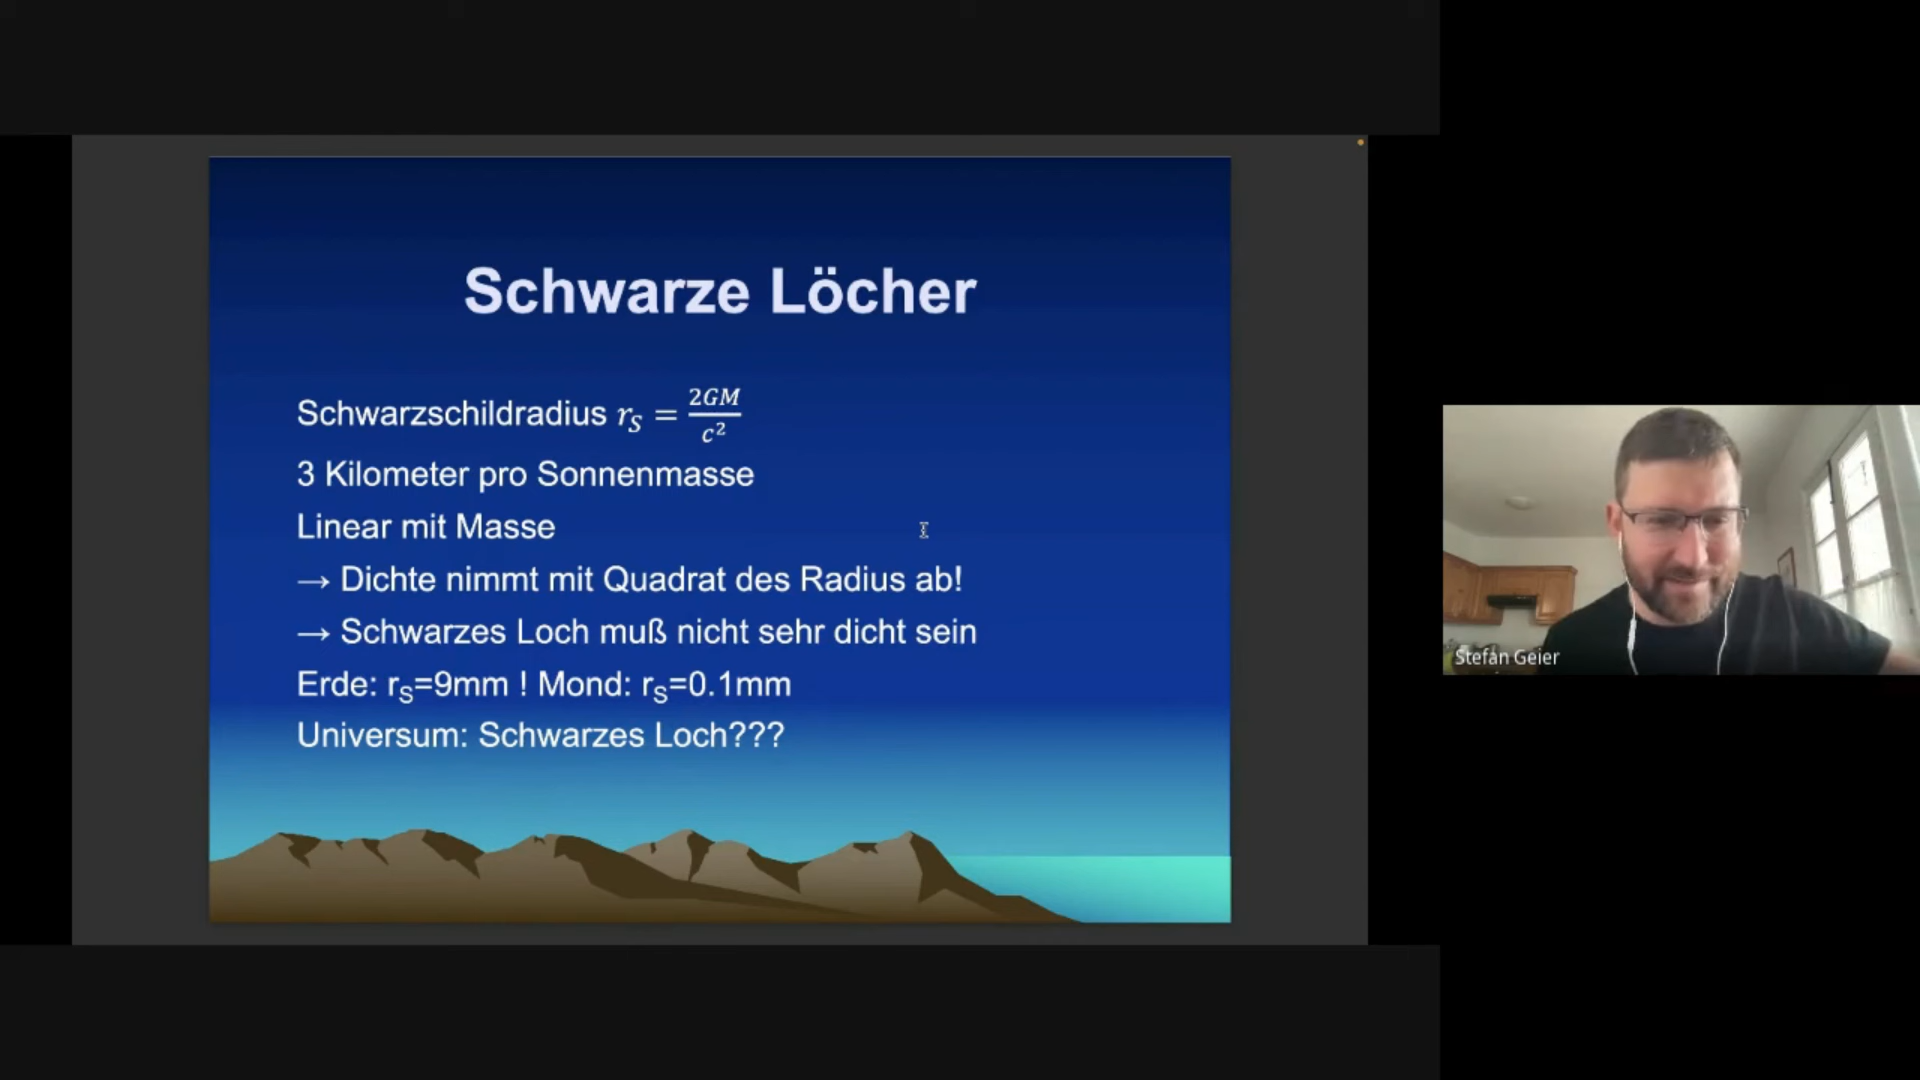 Schwarze Löcher
Schwarzschildradius r_S = 2GM/c²
3 Kilometer pro Sonnenmasse
Linear mit Masse
→ Dichte nimmt mit Quadrat des Radius ab!
→ Schwarzes Loch muß nicht sehr dicht sein
Erde: r_S=9mm ! Mond: r_S=0.1mm
Universum: Schwarzes Loch???
Stefan Geier